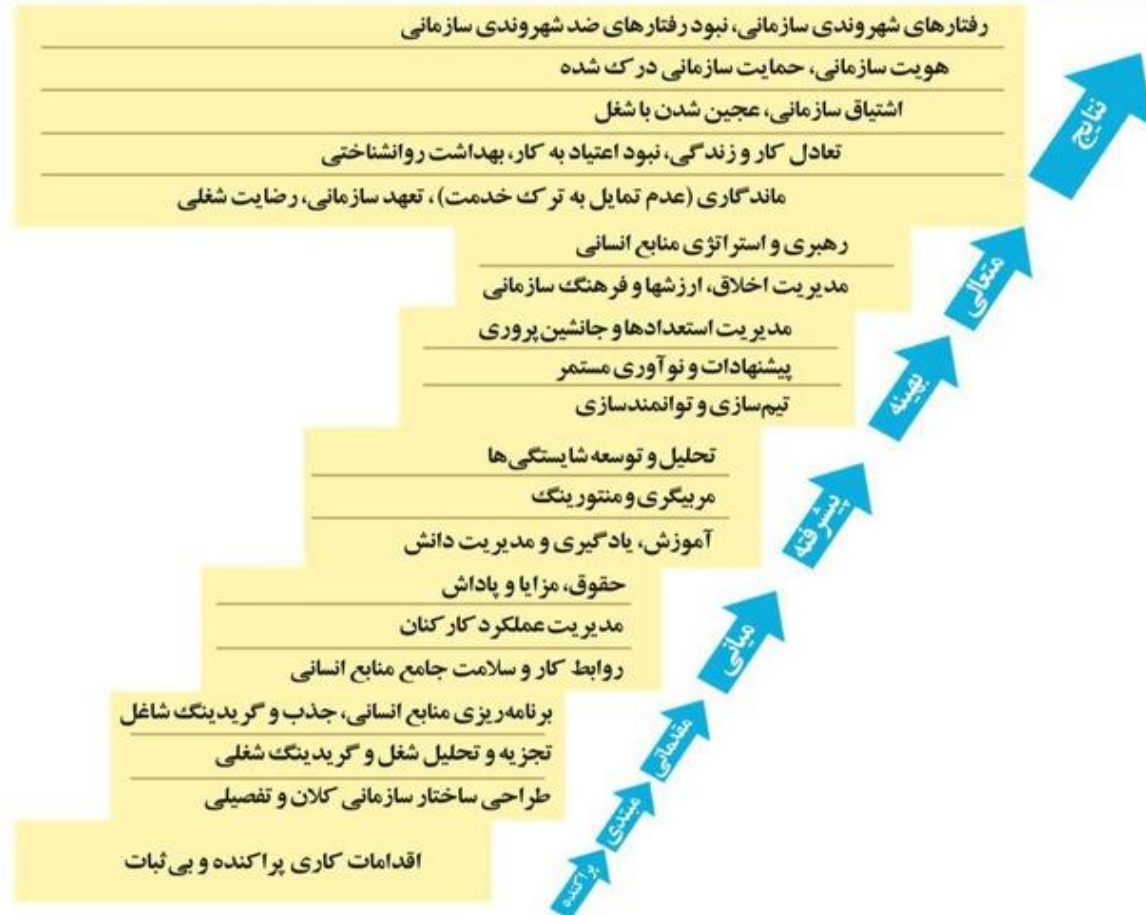 رفتارهای شهروندی سازمانی، نبود رفتارهای ضد شهروندی سازمانی
هویت سازمانی، حمایت سازمانی درک شده
اشتیاق سازمانی، عجین شدن با شغل
تعادل کار و زندگی، نبود اعتیاد به کار، بهداشت روانشناختی
ماندگاری (عدم تمایل به ترک خدمت)، تعهد سازمانی، رضایت شغلی
نتایج
رهبری و استراتژی منابع انسانی
مدیریت اخلاق، ارزشها و فرهنگ سازمانی
متعالی
مدیریت استعدادها و جانشین‌پروری
پیشنهادات و نوآوری مستمر
تیم‌سازی و توانمندسازی
بهینه
تحلیل و توسعه شایستگی‌ها
مربیگری و منتورینگ
آموزش، یادگیری و مدیریت دانش
پیشرفته
حقوق، مزایا و پاداش
مدیریت عملکرد کارکنان
روابط کار و سلامت جامع منابع انسانی
میانی
برنامه‌ریزی منابع انسانی، جذب و گریدینگ شاغل
تجزیه و تحلیل شغل و گریدینگ شغلی
طراحی ساختار سازمانی کلان و تفصیلی
مقدماتی
مبتدی
اقدامات کاری پراکنده و بی‌ثبات
پراکنده